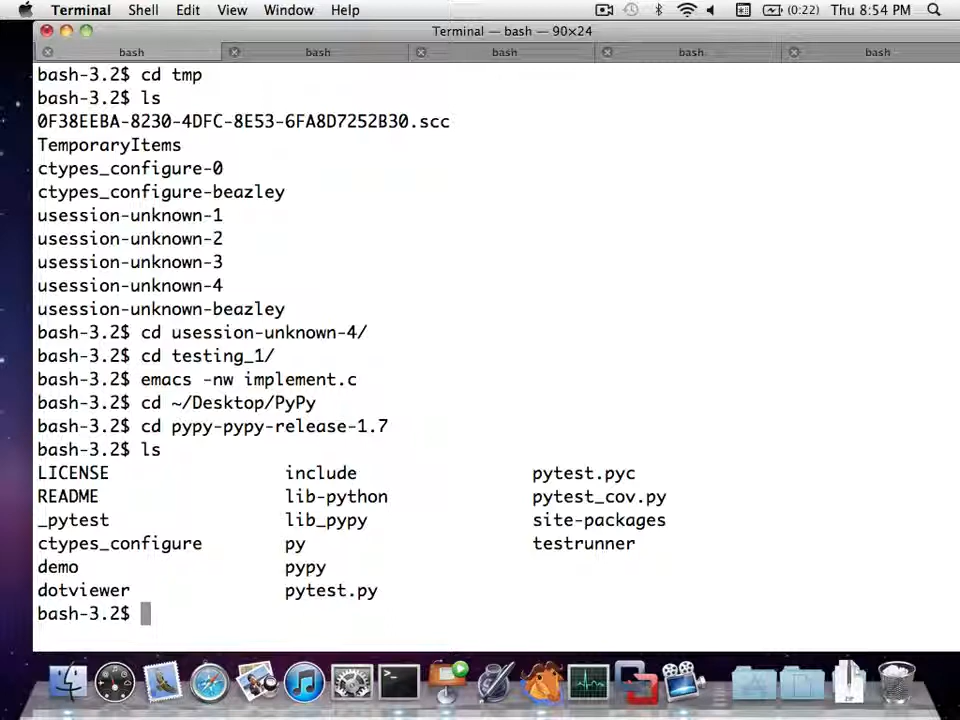 Terminal Shell Edit View Window Help (0:22) Thu 8:54 PM
Terminal — bash — 90×24
bash bash bash bash bash
bash-3.2$ cd tmp
bash-3.2$ ls
0F38EEBA-8230-4DFC-8E53-6FA8D7252B30.scc
TemporaryItems
ctypes_configure-0
ctypes_configure-beazley
usession-unknown-1
usession-unknown-2
usession-unknown-3
usession-unknown-4
usession-unknown-beazley
bash-3.2$ cd usession-unknown-4/
bash-3.2$ cd testing_1/
bash-3.2$ emacs -nw implement.c
bash-3.2$ cd ~/Desktop/PyPy
bash-3.2$ cd pypy-pypy-release-1.7
bash-3.2$ ls
LICENSE include pytest.pyc
README lib-python pytest_cov.py
_pytest lib_pypy site-packages
ctypes_configure py testrunner
demo pypy
dotviewer pytest.py
bash-3.2$